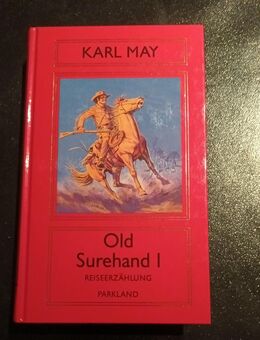 KARL MAY
Old
Surehand I
REISEERZÄHLUNG
PARKLAND